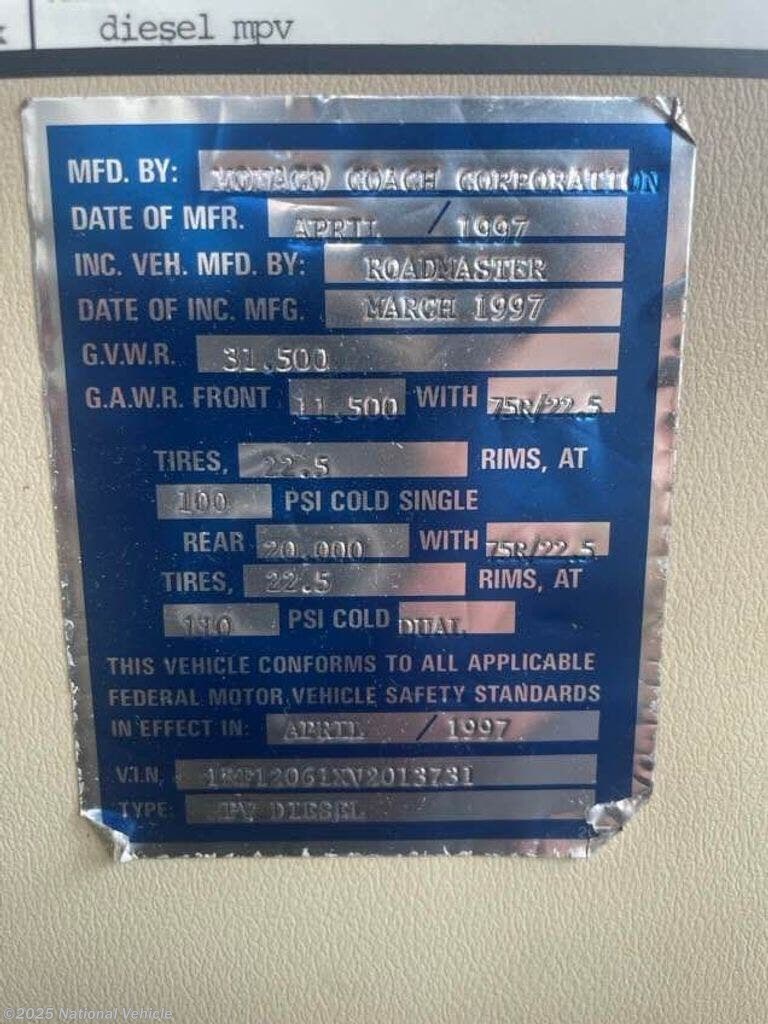 diesel mpv
MFD. BY: MONACO COACH CORPORATION
DATE OF MFR. APRIL / 1997
INC. VEH. MFD. BY: ROADMASTER
DATE OF INC. MFG. MARCH 1997
G.V.W.R. 31,500
G.A.W.R. FRONT 11,500 WITH 75R/22.5
TIRES, 22.5 RIMS, AT
100 PSI COLD SINGLE
REAR 20,000 WITH 75R/22.5
TIRES, 22.5 RIMS, AT
110 PSI COLD DUAL
THIS VEHICLE CONFORMS TO ALL APPLICABLE
FEDERAL MOTOR VEHICLE SAFETY STANDARDS
IN EFFECT IN: APRIL / 1997
V.I.N.
TYPE: DIESEL
©2025 National Vehicle